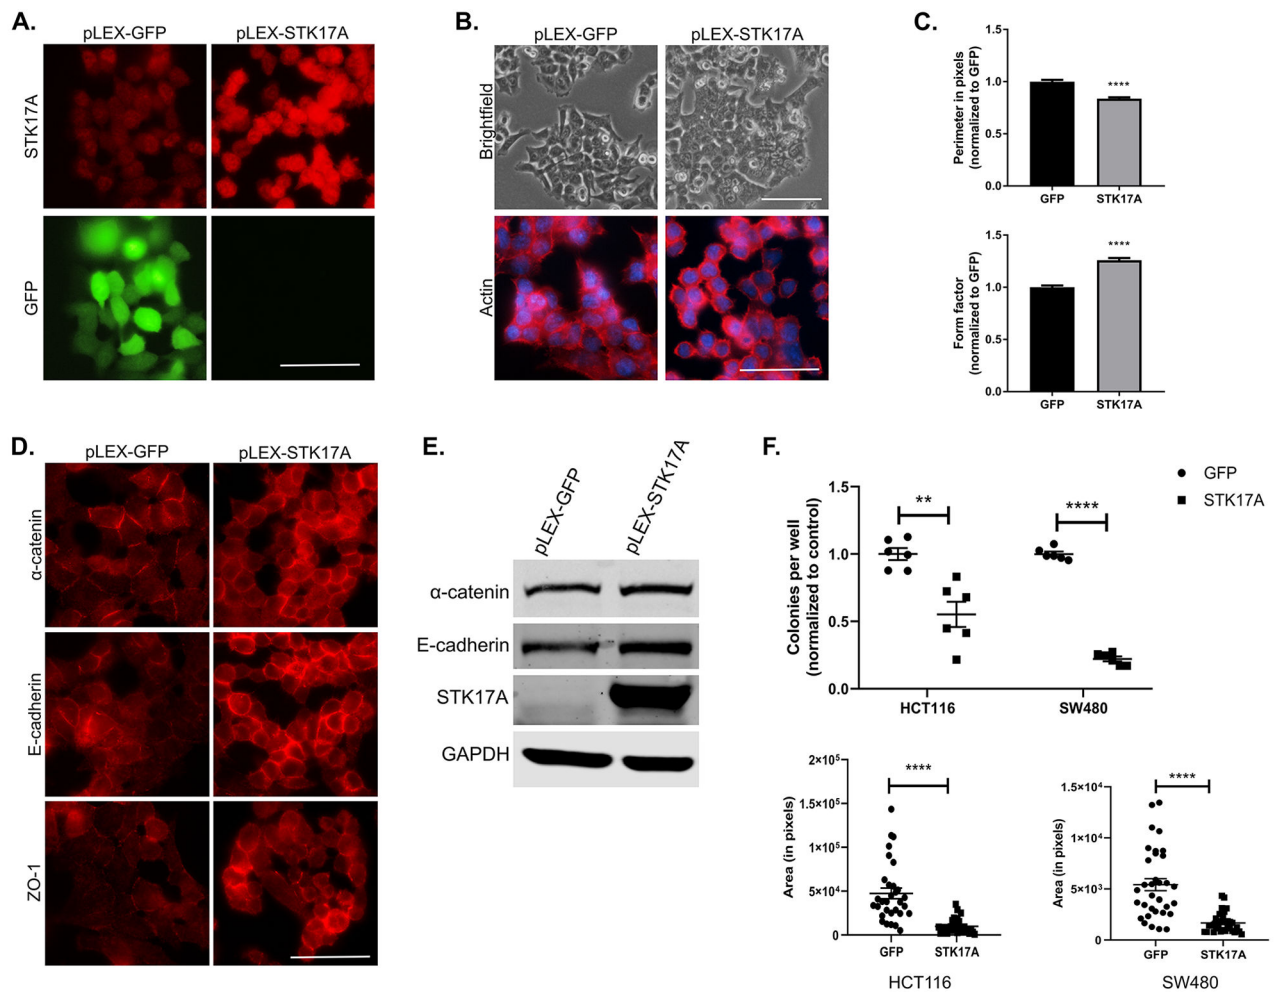 A.
pLEX-GFP
pLEX-STK17A
STK17A
GFP
B.
pLEX-GFP
pLEX-STK17A
Brightfield
Actin
C.
Perimeter in pixels
(normalized to GFP)
1.5
1.0
0.5
0.0
****
GFP
STK17A
Form factor
(normalized to GFP)
1.5
1.0
0.5
0.0
****
GFP
STK17A
D.
pLEX-GFP
pLEX-STK17A
α-catenin
E-cadherin
ZO-1
E.
pLEX-GFP
pLEX-STK17A
α-catenin
E-cadherin
STK17A
GAPDH
F.
GFP
STK17A
Colonies per well
(normalized to control)
1.5
1.0
0.5
0.0
**
****
HCT116
SW480
Area (in pixels)
2×10⁵
1.5×10⁵
1×10⁵
5×10⁴
0
****
GFP
STK17A
HCT116
Area (in pixels)
1.5×10⁴
1×10⁴
5×10³
0
****
GFP
STK17A
SW480